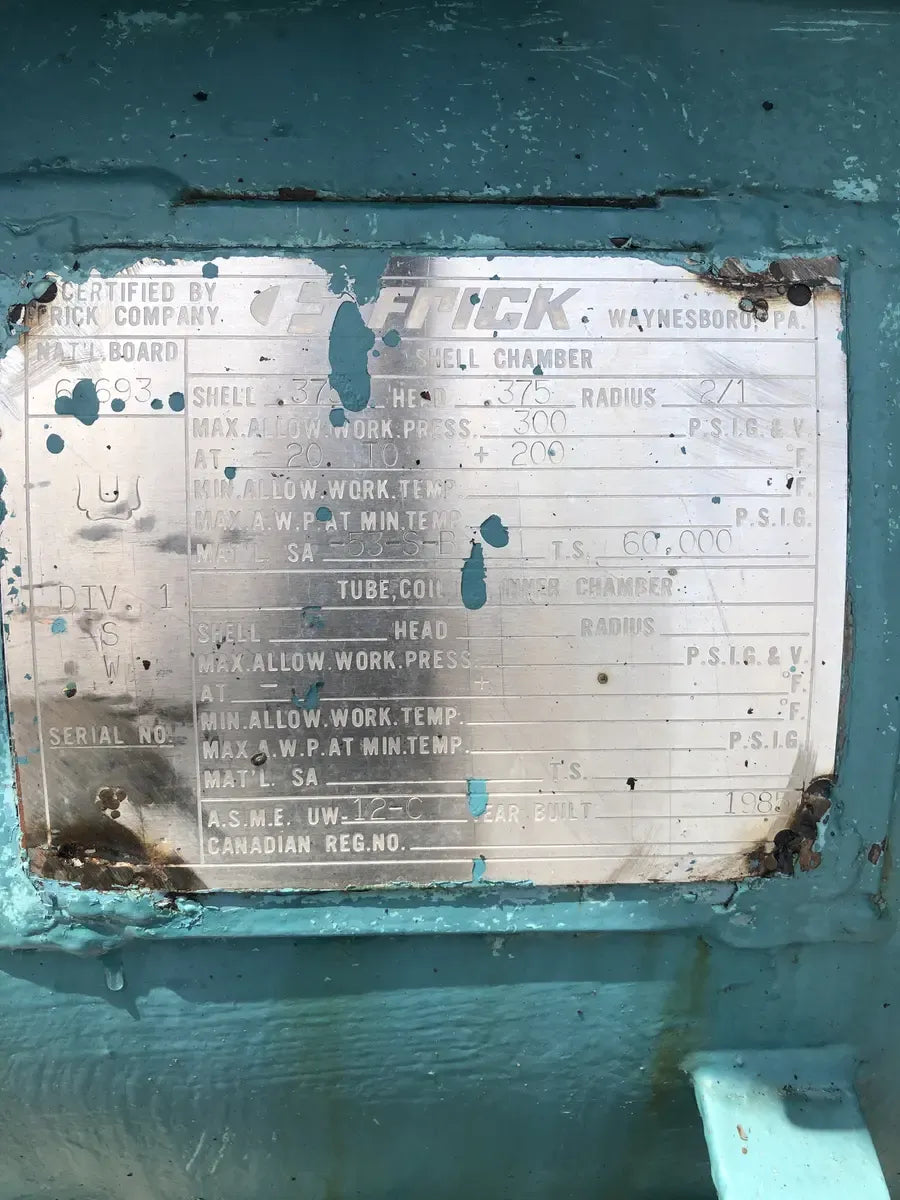 CERTIFIED BY
FRICK COMPANY
FRICK
WAYNESBORO, PA.
NAT'L BOARD
SHELL CHAMBER
SHELL HEAD 375 RADIUS 2/1
MAX.ALLOW.WORK.PRESS. 300 P.S.I.G. & V.
AT - 20 TO + 200 °F
MIN.ALLOW.WORK.TEMP. °F.
MAX.A.W.P.AT MIN.TEMP. P.S.I.G.
MAT'L. SA -53-S-B T.S. 60,000
U
DIV. 1
S
W
TUBE,COIL INNER CHAMBER
SHELL HEAD RADIUS
MAX.ALLOW.WORK.PRESS. P.S.I.G. & V.
AT - + °F.
MIN.ALLOW.WORK.TEMP. °F.
MAX.A.W.P.AT MIN.TEMP. P.S.I.G.
MAT'L. SA T.S.
SERIAL NO.
A.S.M.E. UW-12-C YEAR BUILT
CANADIAN REG.NO.